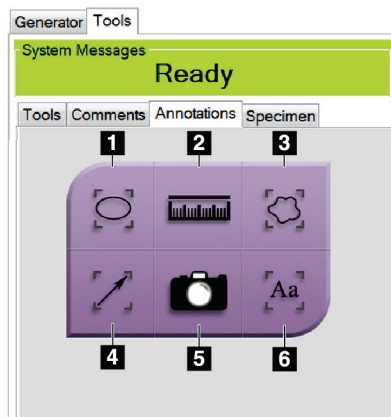 Generator Tools
System Messages
Ready
Tools Comments Annotations Specimen
1 2 3
Aa
4 5 6